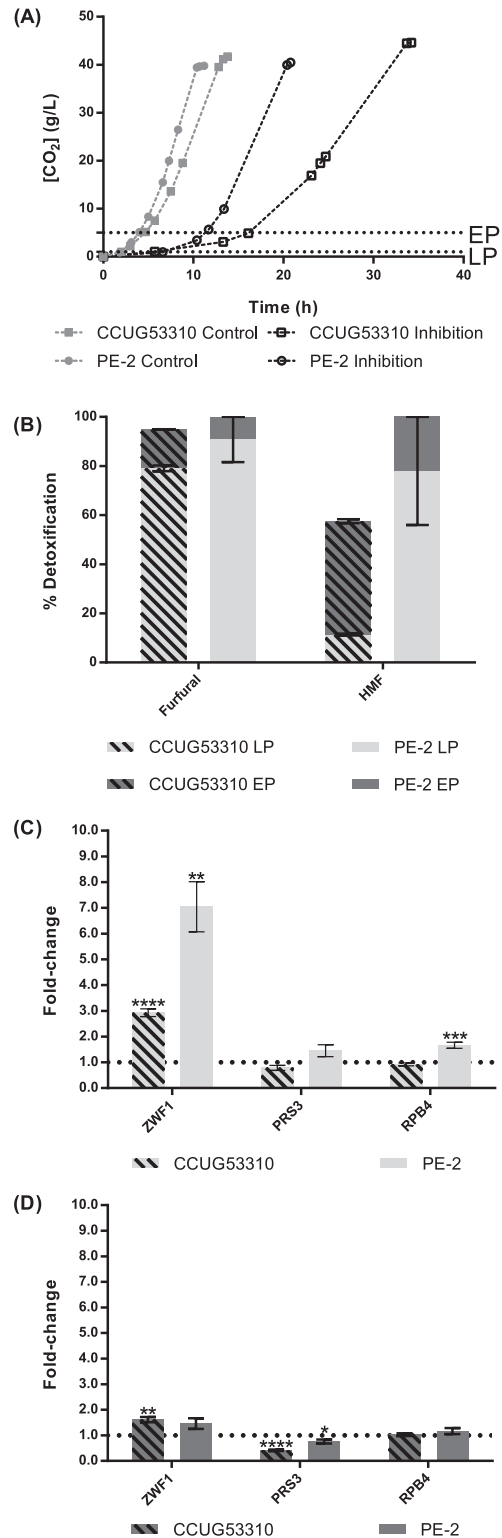 (A)
50
40
30
20
10
0
[CO2] (g/L)
EP
LP
0 10 20 30 40
Time (h)
CCUG53310 Control CCUG53310 Inhibition
PE-2 Control PE-2 Inhibition
(B)
100
80
60
40
20
0
% Detoxification
Furfural HMF
CCUG53310 LP PE-2 LP
CCUG53310 EP PE-2 EP
(C)
10.0
9.0
8.0
7.0
6.0
5.0
4.0
3.0
2.0
1.0
0.0
Fold-change
**** ** ***
ZWF1 PRS3 RPB4
CCUG53310 PE-2
(D)
10.0
9.0
8.0
7.0
6.0
5.0
4.0
3.0
2.0
1.0
0.0
Fold-change
** **** *
ZWF1 PRS3 RPB4
CCUG53310 PE-2